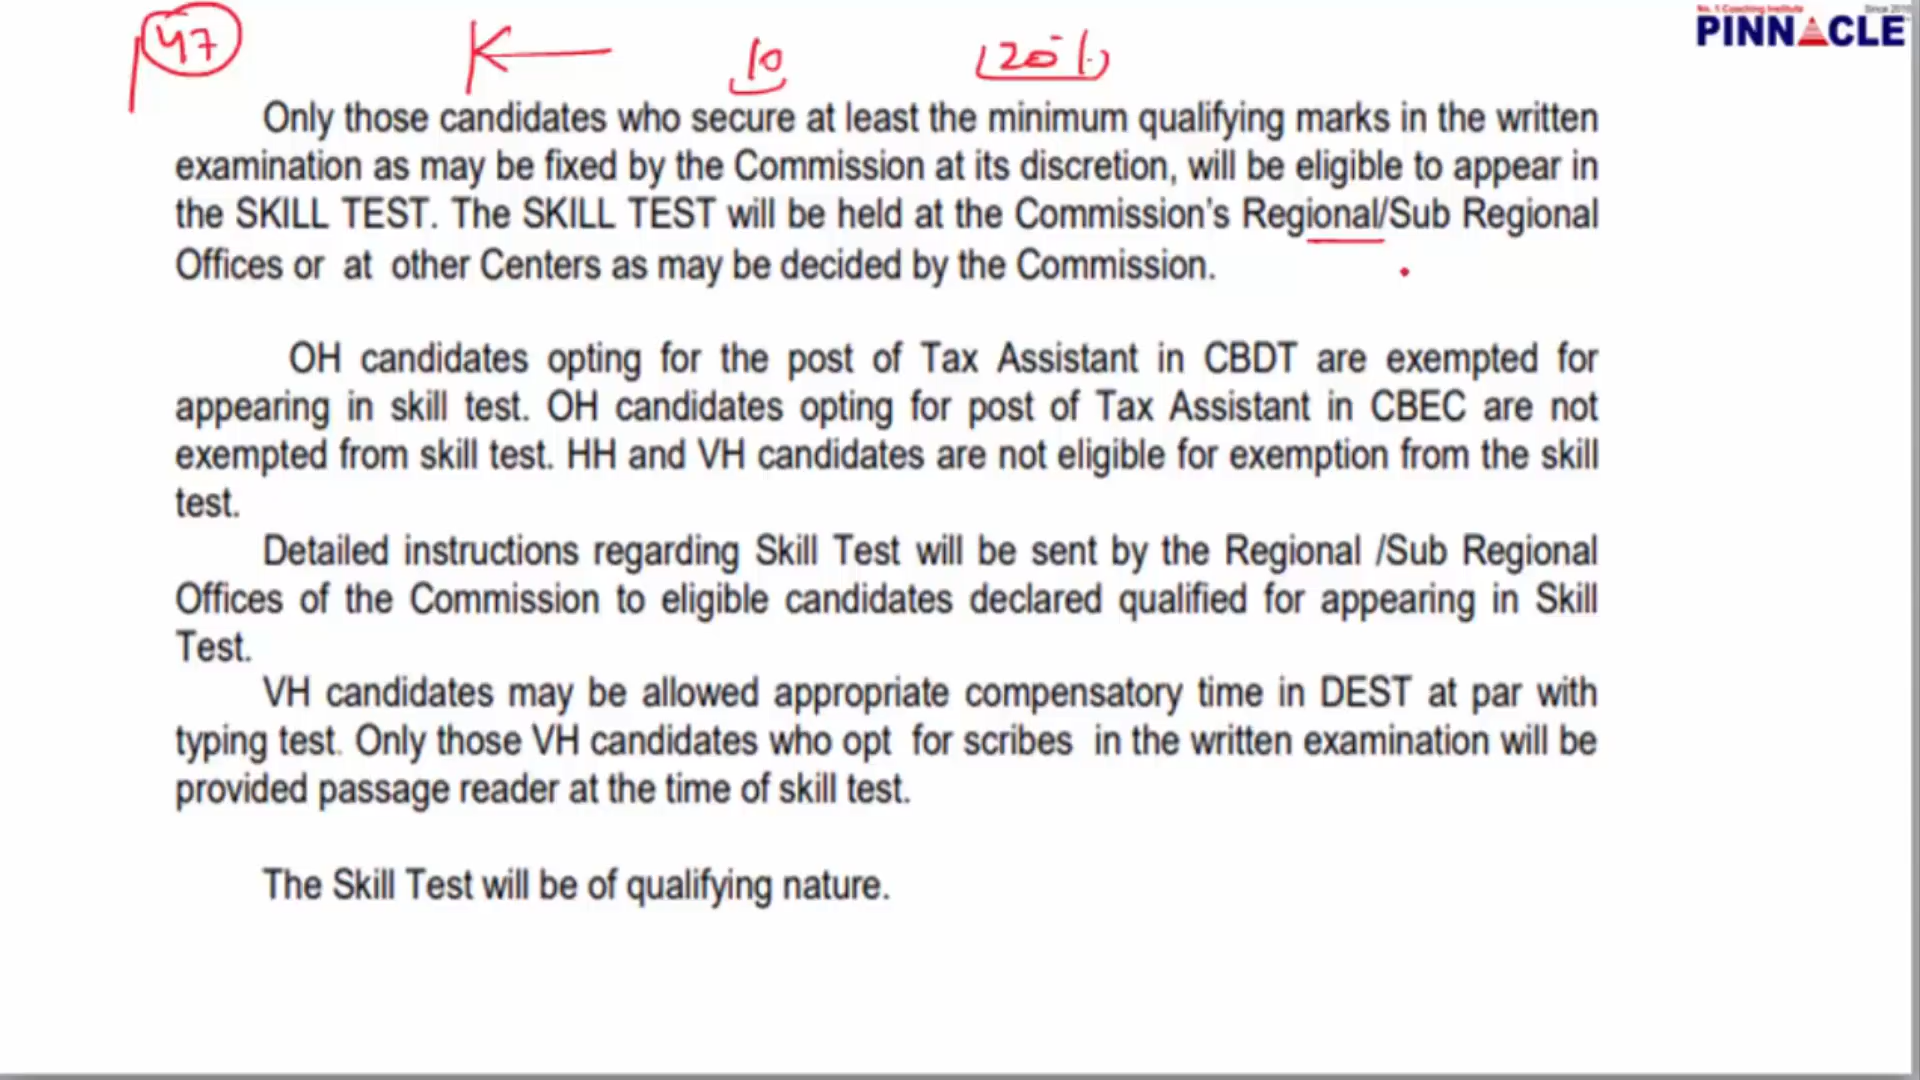 No. 1 Coaching Institute
PINNACLE
47
10
20%
Only those candidates who secure at least the minimum qualifying marks in the written
examination as may be fixed by the Commission at its discretion, will be eligible to appear in
the SKILL TEST. The SKILL TEST will be held at the Commission's Regional/Sub Regional
Offices or at other Centers as may be decided by the Commission.
OH candidates opting for the post of Tax Assistant in CBDT are exempted for
appearing in skill test. OH candidates opting for post of Tax Assistant in CBEC are not
exempted from skill test. HH and VH candidates are not eligible for exemption from the skill
test.
Detailed instructions regarding Skill Test will be sent by the Regional /Sub Regional
Offices of the Commission to eligible candidates declared qualified for appearing in Skill
Test.
VH candidates may be allowed appropriate compensatory time in DEST at par with
typing test. Only those VH candidates who opt for scribes in the written examination will be
provided passage reader at the time of skill test.
The Skill Test will be of qualifying nature.